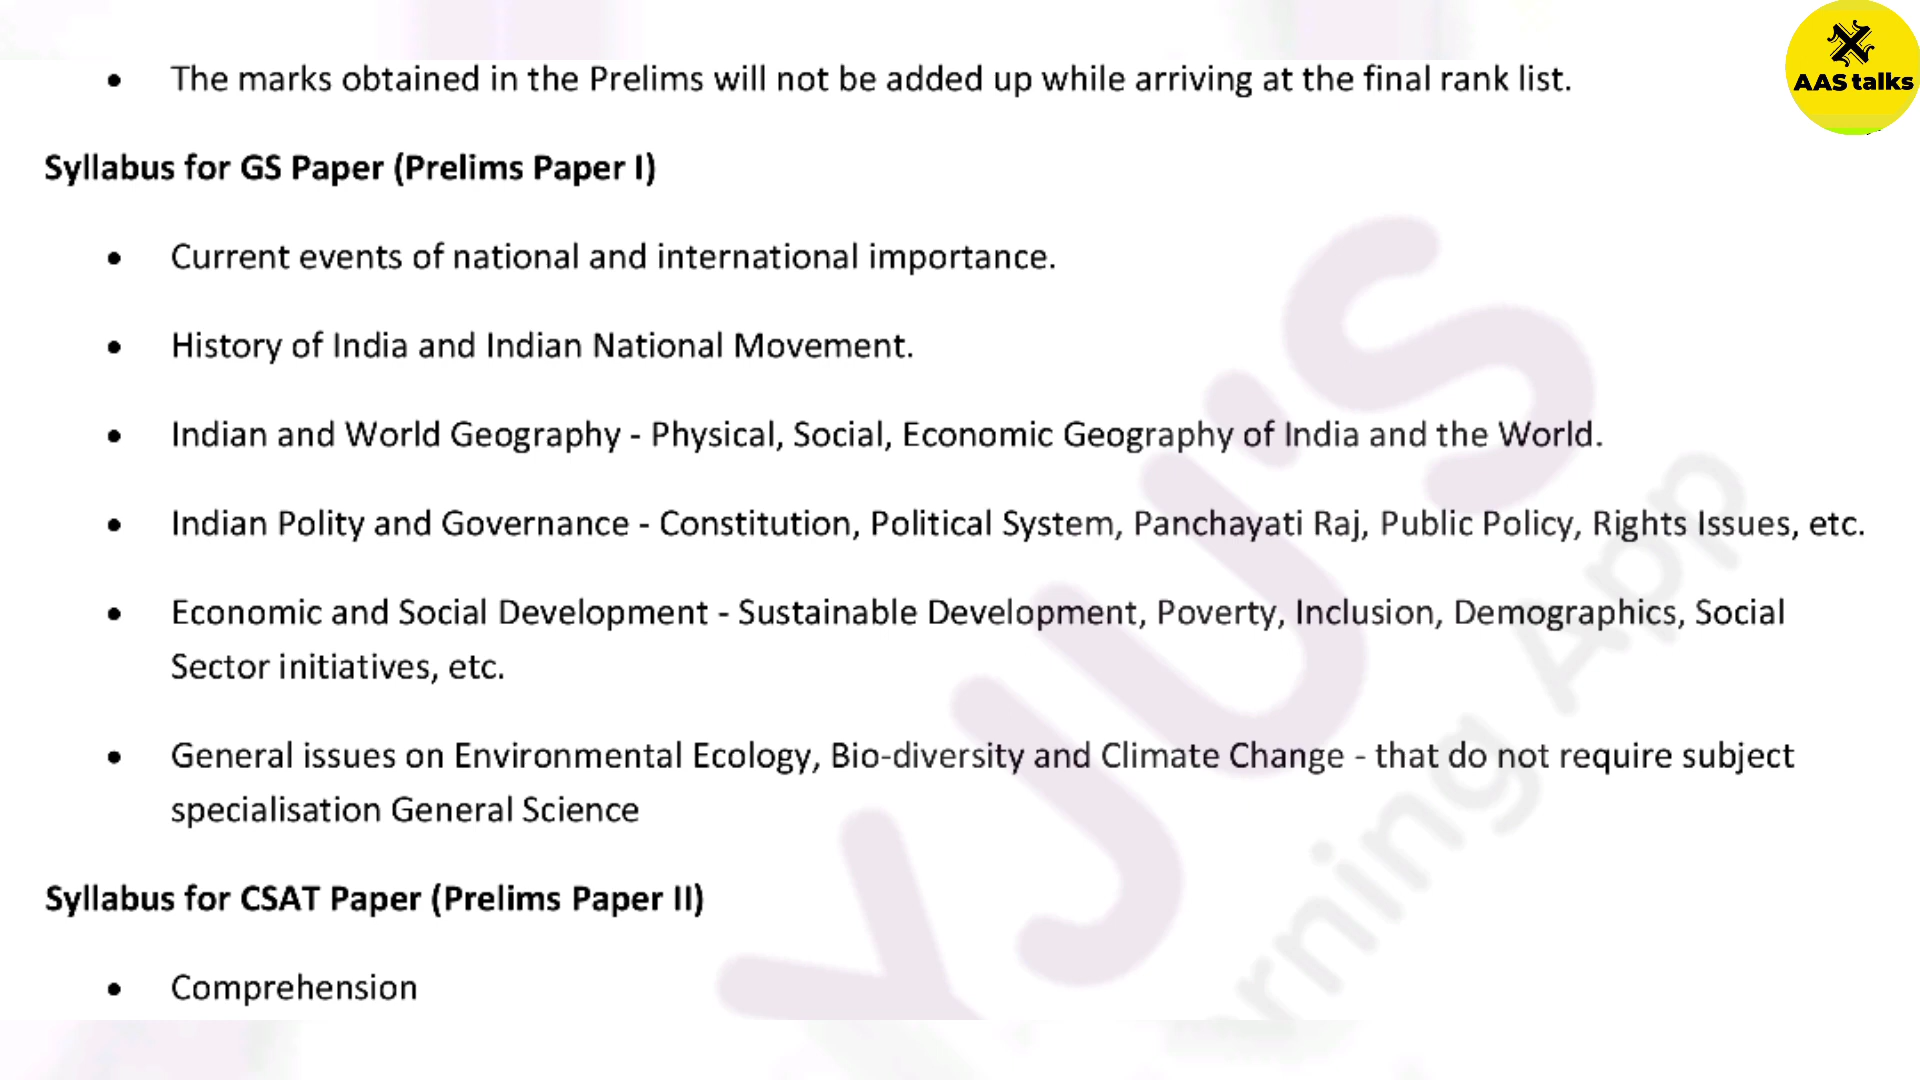 • The marks obtained in the Prelims will not be added up while arriving at the final rank list.
AAS talks
Syllabus for GS Paper (Prelims Paper I)
• Current events of national and international importance.
• History of India and Indian National Movement.
• Indian and World Geography - Physical, Social, Economic Geography of India and the World.
• Indian Polity and Governance - Constitution, Political System, Panchayati Raj, Public Policy, Rights Issues, etc.
• Economic and Social Development - Sustainable Development, Poverty, Inclusion, Demographics, Social
Sector initiatives, etc.
• General issues on Environmental Ecology, Bio-diversity and Climate Change - that do not require subject
specialisation General Science
Syllabus for CSAT Paper (Prelims Paper II)
• Comprehension
YJU'S
rning App